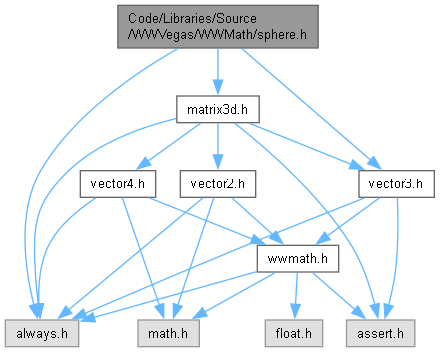 Code/Libraries/Source
/WWVegas/WWMath/sphere.h
matrix3d.h
vector4.h
vector2.h
vector3.h
wwmath.h
always.h
math.h
float.h
assert.h